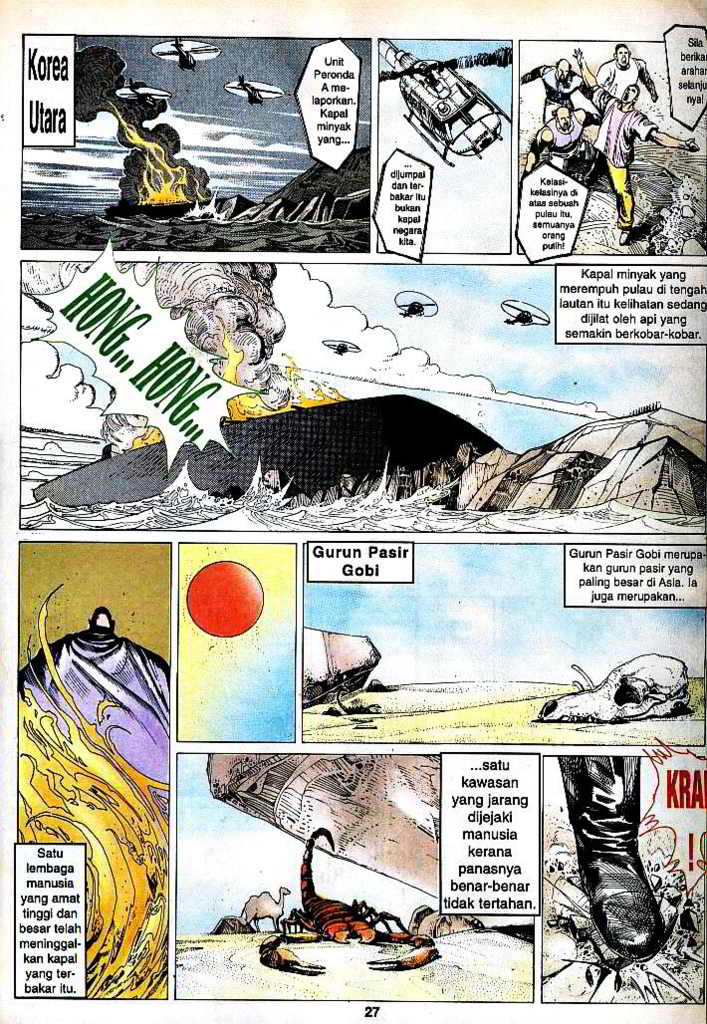 Korea
Utara
Unit
Peronda
A me-
laporkan.
Kapal
minyak
yang...
dijumpai
dan ter-
bakar itu
bukan
kapal
negara
kita.
Kelasi-
kelasinya di
atas sebuah
pulau itu,
semuanya
orang
putih!
Sila
berika
arahan
selanju
nya!
Kapal minyak yang
merempuh pulau di tengah
lautan itu kelihatan sedang
dijilat oleh api yang
semakin berkobar-kobar.
HONG... HONG...
Satu
lembaga
manusia
yang amat
tinggi dan
besar telah
meninggal-
kan kapal
yang ter-
bakar itu.
Gurun Pasir
Gobi
Gurun Pasir Gobi merupa-
kan gurun pasir yang
paling besar di Asia. Ia
juga merupakan...
...satu
kawasan
yang jarang
dijejaki
manusia
kerana
panasnya
benar-benar
tidak tertahan.
KRA
!
27